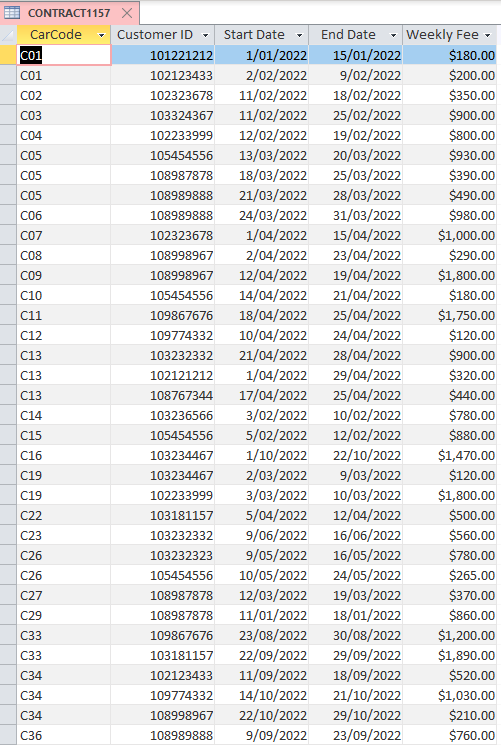 CONTRACT1157
CarCode Customer ID Start Date End Date Weekly Fee
C01 101221212 1/01/2022 15/01/2022 $180.00
C01 102123433 2/02/2022 9/02/2022 $200.00
C02 102323678 11/02/2022 18/02/2022 $350.00
C03 103324367 11/02/2022 25/02/2022 $900.00
C04 102233999 12/02/2022 19/02/2022 $800.00
C05 105454556 13/03/2022 20/03/2022 $930.00
C05 108987878 18/03/2022 25/03/2022 $390.00
C05 108989888 21/03/2022 28/03/2022 $490.00
C06 108989888 24/03/2022 31/03/2022 $980.00
C07 102323678 1/04/2022 15/04/2022 $1,000.00
C08 108998967 2/04/2022 23/04/2022 $290.00
C09 108998967 12/04/2022 19/04/2022 $1,800.00
C10 105454556 14/04/2022 21/04/2022 $180.00
C11 109867676 18/04/2022 25/04/2022 $1,750.00
C12 109774332 10/04/2022 24/04/2022 $120.00
C13 103232332 21/04/2022 28/04/2022 $900.00
C13 102121212 1/04/2022 29/04/2022 $320.00
C13 108767344 17/04/2022 25/04/2022 $440.00
C14 103236566 3/02/2022 10/02/2022 $780.00
C15 105454556 5/02/2022 12/02/2022 $880.00
C16 103234467 1/10/2022 22/10/2022 $1,470.00
C19 103234467 2/03/2022 9/03/2022 $120.00
C19 102233999 3/03/2022 10/03/2022 $1,800.00
C22 103181157 5/04/2022 12/04/2022 $500.00
C23 103232332 9/06/2022 16/06/2022 $560.00
C26 103232323 9/05/2022 16/05/2022 $780.00
C26 105454556 10/05/2022 24/05/2022 $265.00
C27 108987878 12/03/2022 19/03/2022 $370.00
C29 108987878 11/01/2022 18/01/2022 $860.00
C33 109867676 23/08/2022 30/08/2022 $1,200.00
C33 103181157 22/09/2022 29/09/2022 $1,890.00
C34 102123433 11/09/2022 18/09/2022 $520.00
C34 109774332 14/10/2022 21/10/2022 $1,030.00
C34 108998967 22/10/2022 29/10/2022 $210.00
C36 108989888 9/09/2022 23/09/2022 $760.00